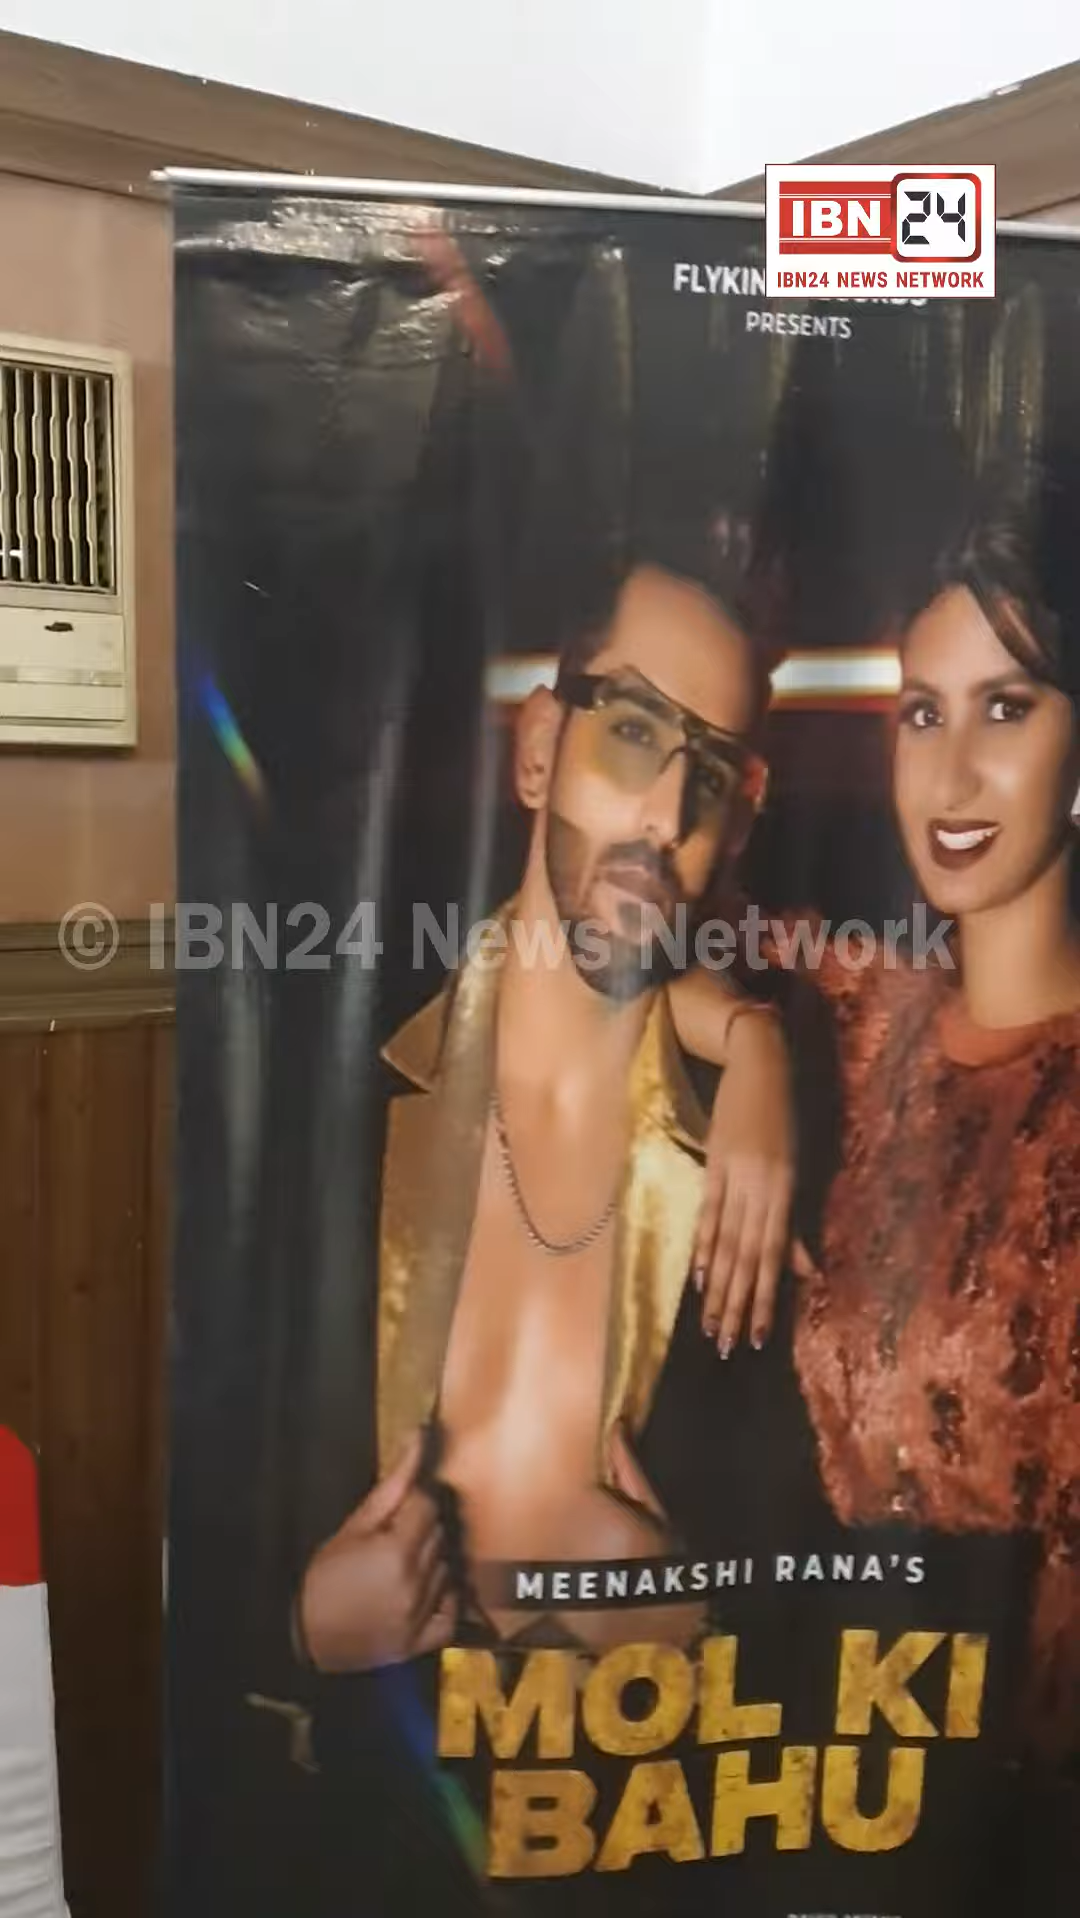 IBN 24
IBN24 NEWS NETWORK
PRESENTS
© IBN24 News Network
MEENAKSHI RANA'S
MOL KI
BAHU